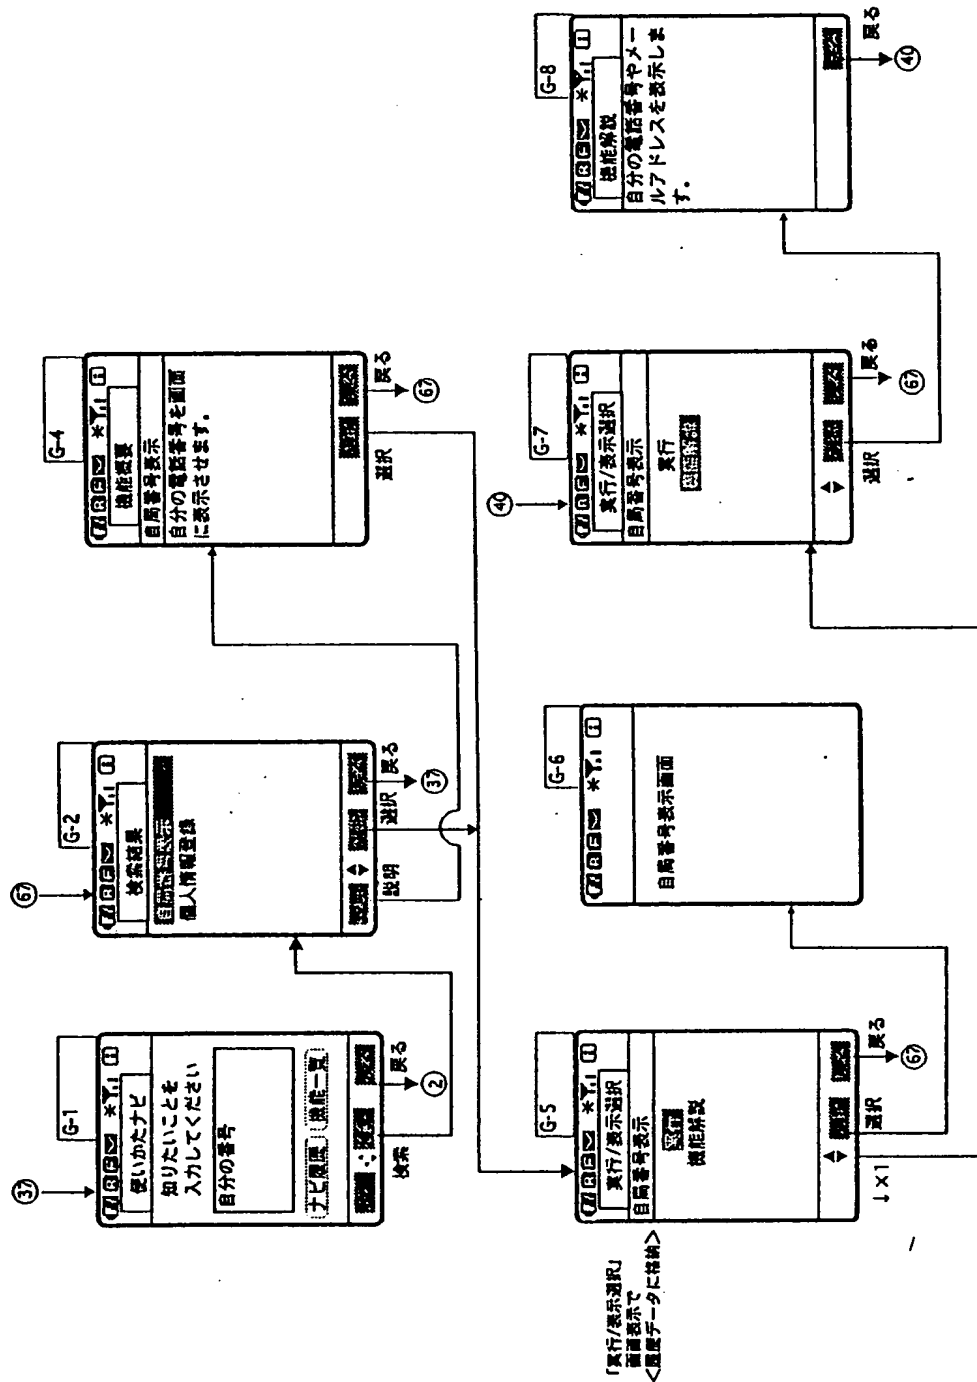 ㊲
G-1
使いかたナビ
知りたいことを
入力してください
自分の番号
ナビ履歴 機能一覧
検索
戻る
②
67
G-2
検索結果
個人情報登録
説明
選択
戻る
㊲
G-4
機能概要
自局番号表示
自分の電話番号を画面
に表示させます。
選択
戻る
67
「実行/表示選択」
画面表示で
<履歴データに格納>
G-5
実行/表示選択
自局番号表示
実行
機能解説
↓×1
選択
戻る
67
G-6
自局番号表示画面
㊵
G-7
実行/表示選択
自局番号表示
実行
機能解説
選択
戻る
67
G-8
機能解説
自分の電話番号やメー
ルアドレスを表示しま
す。
戻る
㊵